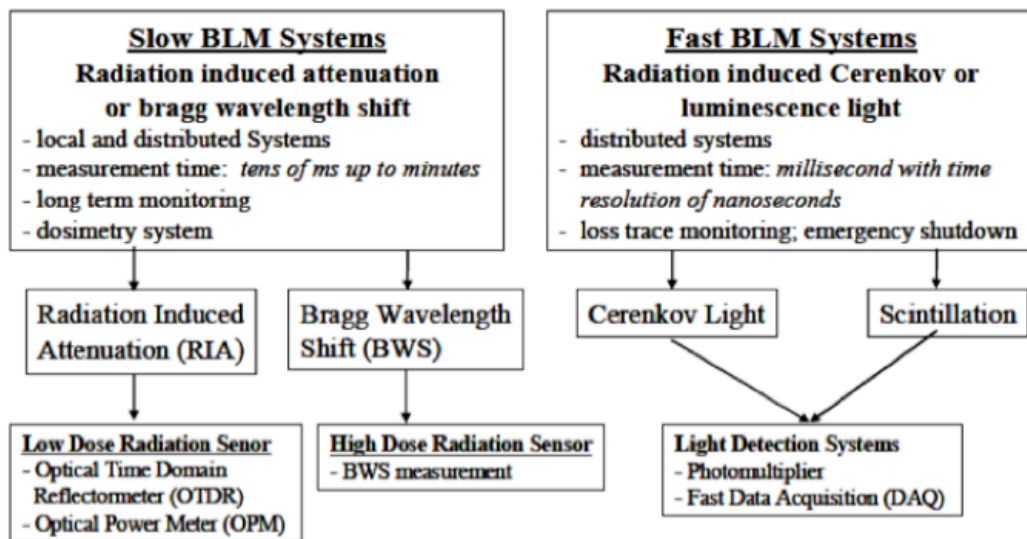 Slow BLM Systems
Radiation induced attenuation
or bragg wavelength shift
- local and distributed Systems
- measurement time: tens of ms up to minutes
- long term monitoring
- dosimetry system
Fast BLM Systems
Radiation induced Cerenkov or
luminescence light
- distributed systems
- measurement time: millisecond with time
resolution of nanoseconds
- loss trace monitoring; emergency shutdown
Radiation Induced
Attenuation (RIA)
Bragg Wavelength
Shift (BWS)
Cerenkov Light
Scintillation
Low Dose Radiation Senor
- Optical Time Domain
Reflectormeter (OTDR)
- Optical Power Meter (OPM)
High Dose Radiation Sensor
- BWS measurement
Light Detection Systems
- Photomultiplier
- Fast Data Acquisition (DAQ)